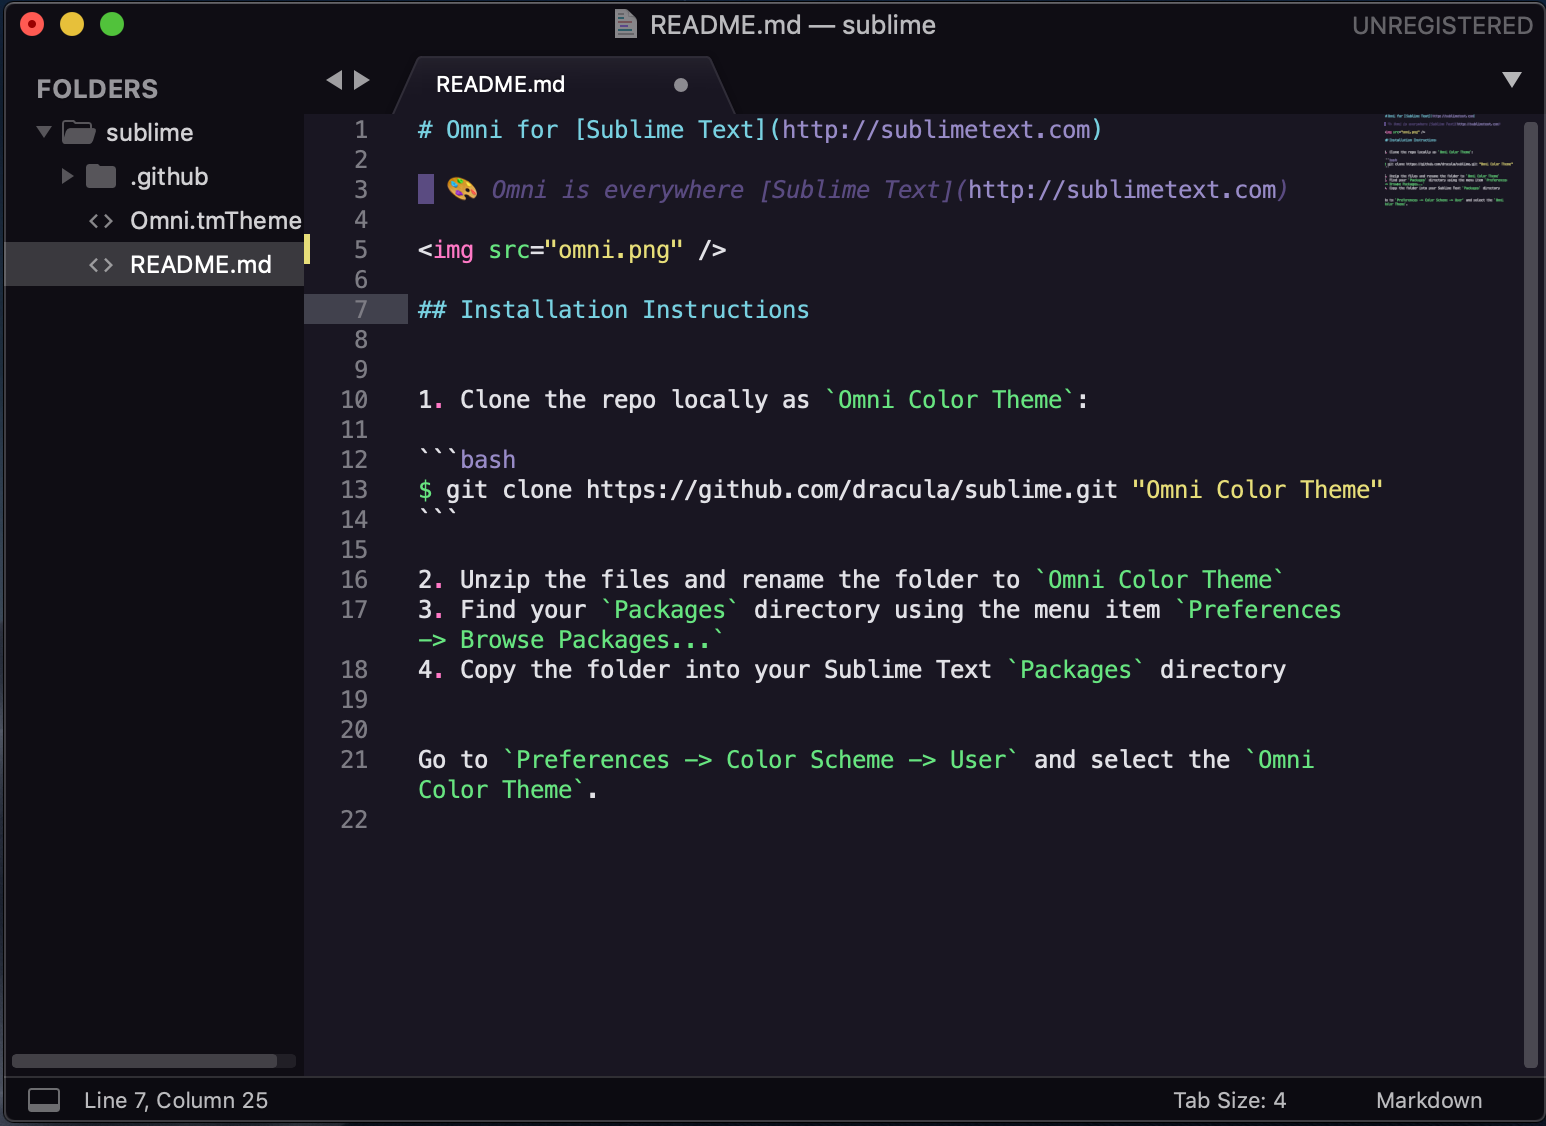 README.md — sublime
UNREGISTERED
FOLDERS
sublime
.github
Omni.tmTheme
README.md
README.md
1 # Omni for [Sublime Text](http://sublimetext.com)
2
3 🎨 Omni is everywhere [Sublime Text](http://sublimetext.com)
4
5 <img src="omni.png" />
6
7 ## Installation Instructions
8
9
10 1. Clone the repo locally as `Omni Color Theme`:
11
12 ```bash
13 $ git clone https://github.com/dracula/sublime.git "Omni Color Theme"
14 ```
15
16 2. Unzip the files and rename the folder to `Omni Color Theme`
17 3. Find your `Packages` directory using the menu item `Preferences
-> Browse Packages...`
18 4. Copy the folder into your Sublime Text `Packages` directory
19
20
21 Go to `Preferences -> Color Scheme -> User` and select the `Omni
Color Theme`.
22
Line 7, Column 25
Tab Size: 4
Markdown